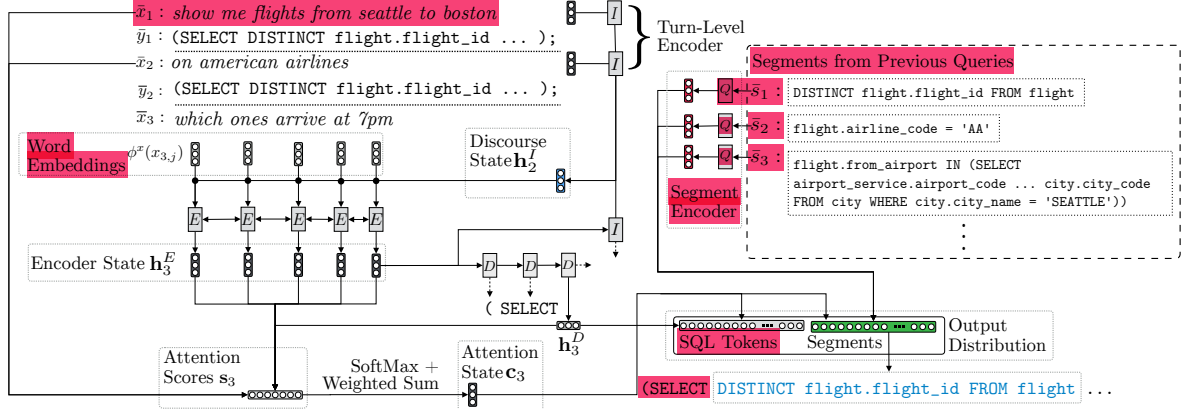 x̄₁ : show me flights from seattle to boston
ȳ₁ : (SELECT DISTINCT flight.flight_id ... );
x̄₂ : on american airlines
ȳ₂ : (SELECT DISTINCT flight.flight_id ... );
x̄₃ : which ones arrive at 7pm
I
I
Turn-Level
Encoder
Segments from Previous Queries
Q
s̄₁ :
DISTINCT flight.flight_id FROM flight
Q
s̄₂ :
flight.airline_code = 'AA'
Q
s̄₃ :
flight.from_airport IN (SELECT
airport_service.airport_code ... city.city_code
FROM city WHERE city.city_name = 'SEATTLE'))
Segment
Encoder
Word
Embeddings
ϕˣ(x₃,ⱼ)
Discourse
State h₂ᴵ
E E E E E
I
Encoder State h₃ᴱ
D D D
( SELECT
h₃ᴰ
SQL Tokens
Segments
Output
Distribution
Attention
Scores s₃
SoftMax +
Weighted Sum
Attention
State c₃
(SELECT DISTINCT flight.flight_id FROM flight ...